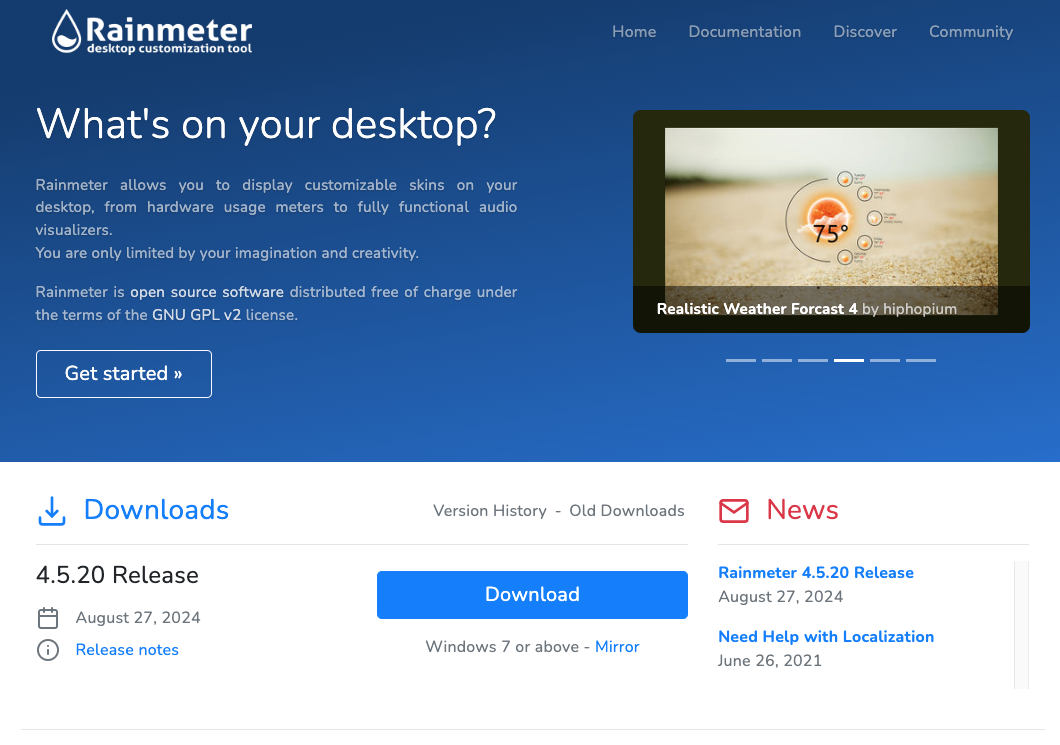 Rainmeter
desktop customization tool
Home
Documentation
Discover
Community
What's on your desktop?
Rainmeter allows you to display customizable skins on your
desktop, from hardware usage meters to fully functional audio
visualizers.
You are only limited by your imagination and creativity.
Rainmeter is open source software distributed free of charge under
the terms of the GNU GPL v2 license.
Get started »
75°
Realistic Weather Forcast 4 by hiphopium
Downloads
Version History - Old Downloads
4.5.20 Release
August 27, 2024
Release notes
Download
Windows 7 or above - Mirror
News
Rainmeter 4.5.20 Release
August 27, 2024
Need Help with Localization
June 26, 2021